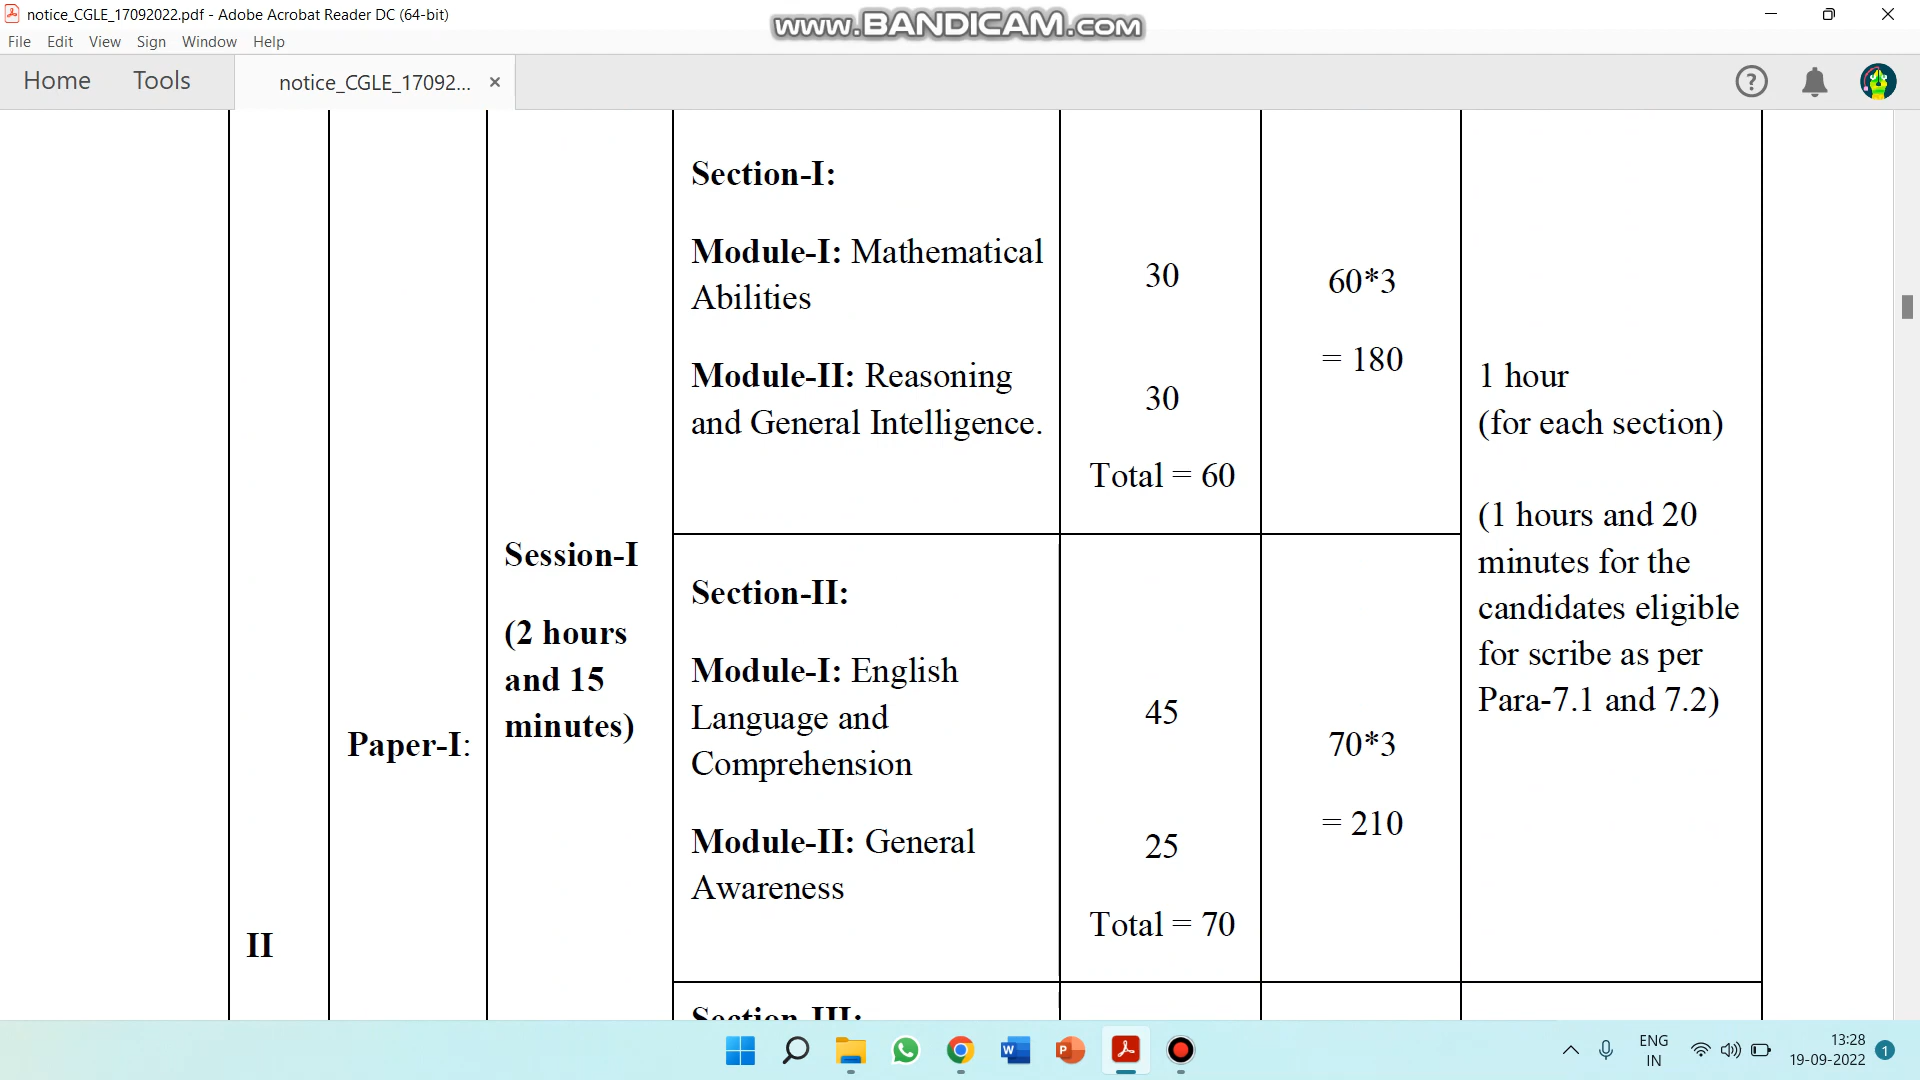 notice_CGLE_17092022.pdf - Adobe Acrobat Reader DC (64-bit)
www.BANDICAM.com
File Edit View Sign Window Help
Home Tools notice_CGLE_17092... ×
Section-I:
Module-I: Mathematical
Abilities
30
60*3
= 180
Module-II: Reasoning
and General Intelligence.
30
Total = 60
1 hour
(for each section)
(1 hours and 20
minutes for the
candidates eligible
for scribe as per
Para-7.1 and 7.2)
Session-I
(2 hours
and 15
minutes)
Paper-I:
II
Section-II:
Module-I: English
Language and
Comprehension
45
70*3
= 210
Module-II: General
Awareness
25
Total = 70
Section-III:
ENG
IN
13:28
19-09-2022
1